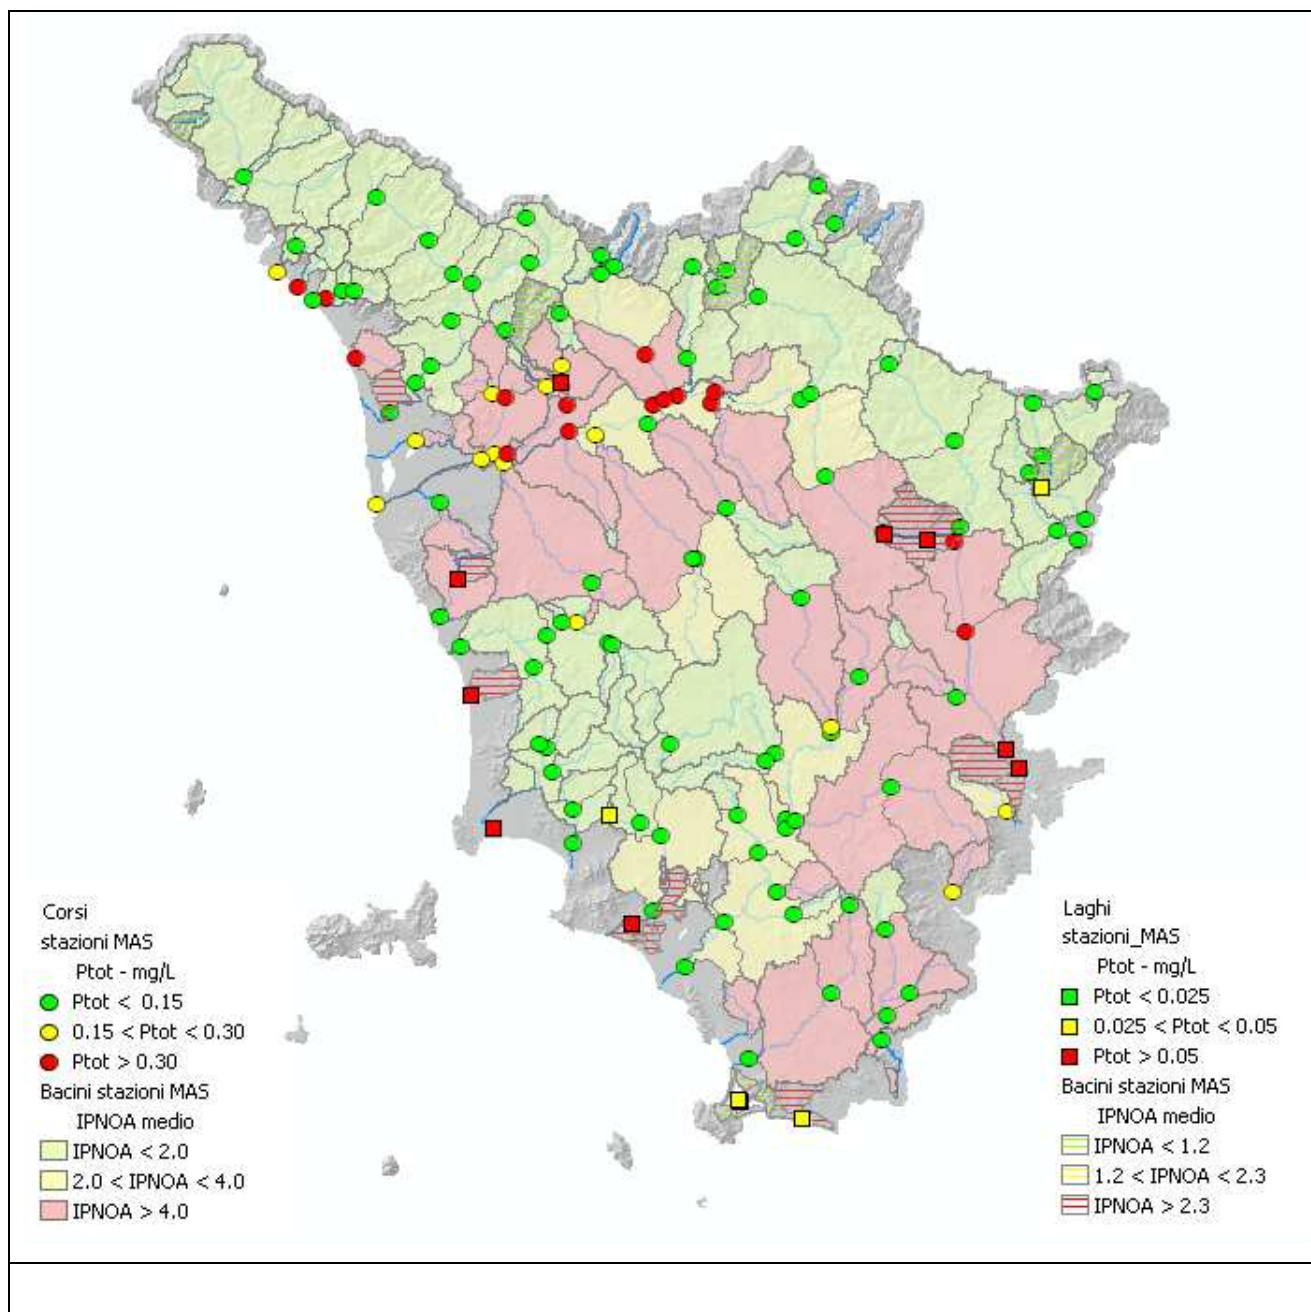 Corsi
stazioni MAS
Ptot - mg/L
Ptot < 0.15
0.15 < Ptot < 0.30
Ptot > 0.30
Bacini stazioni MAS
IPNOA medio
IPNOA < 2.0
2.0 < IPNOA < 4.0
IPNOA > 4.0
Laghi
stazioni_MAS
Ptot - mg/L
Ptot < 0.025
0.025 < Ptot < 0.05
Ptot > 0.05
Bacini stazioni MAS
IPNOA medio
IPNOA < 1.2
1.2 < IPNOA < 2.3
IPNOA > 2.3